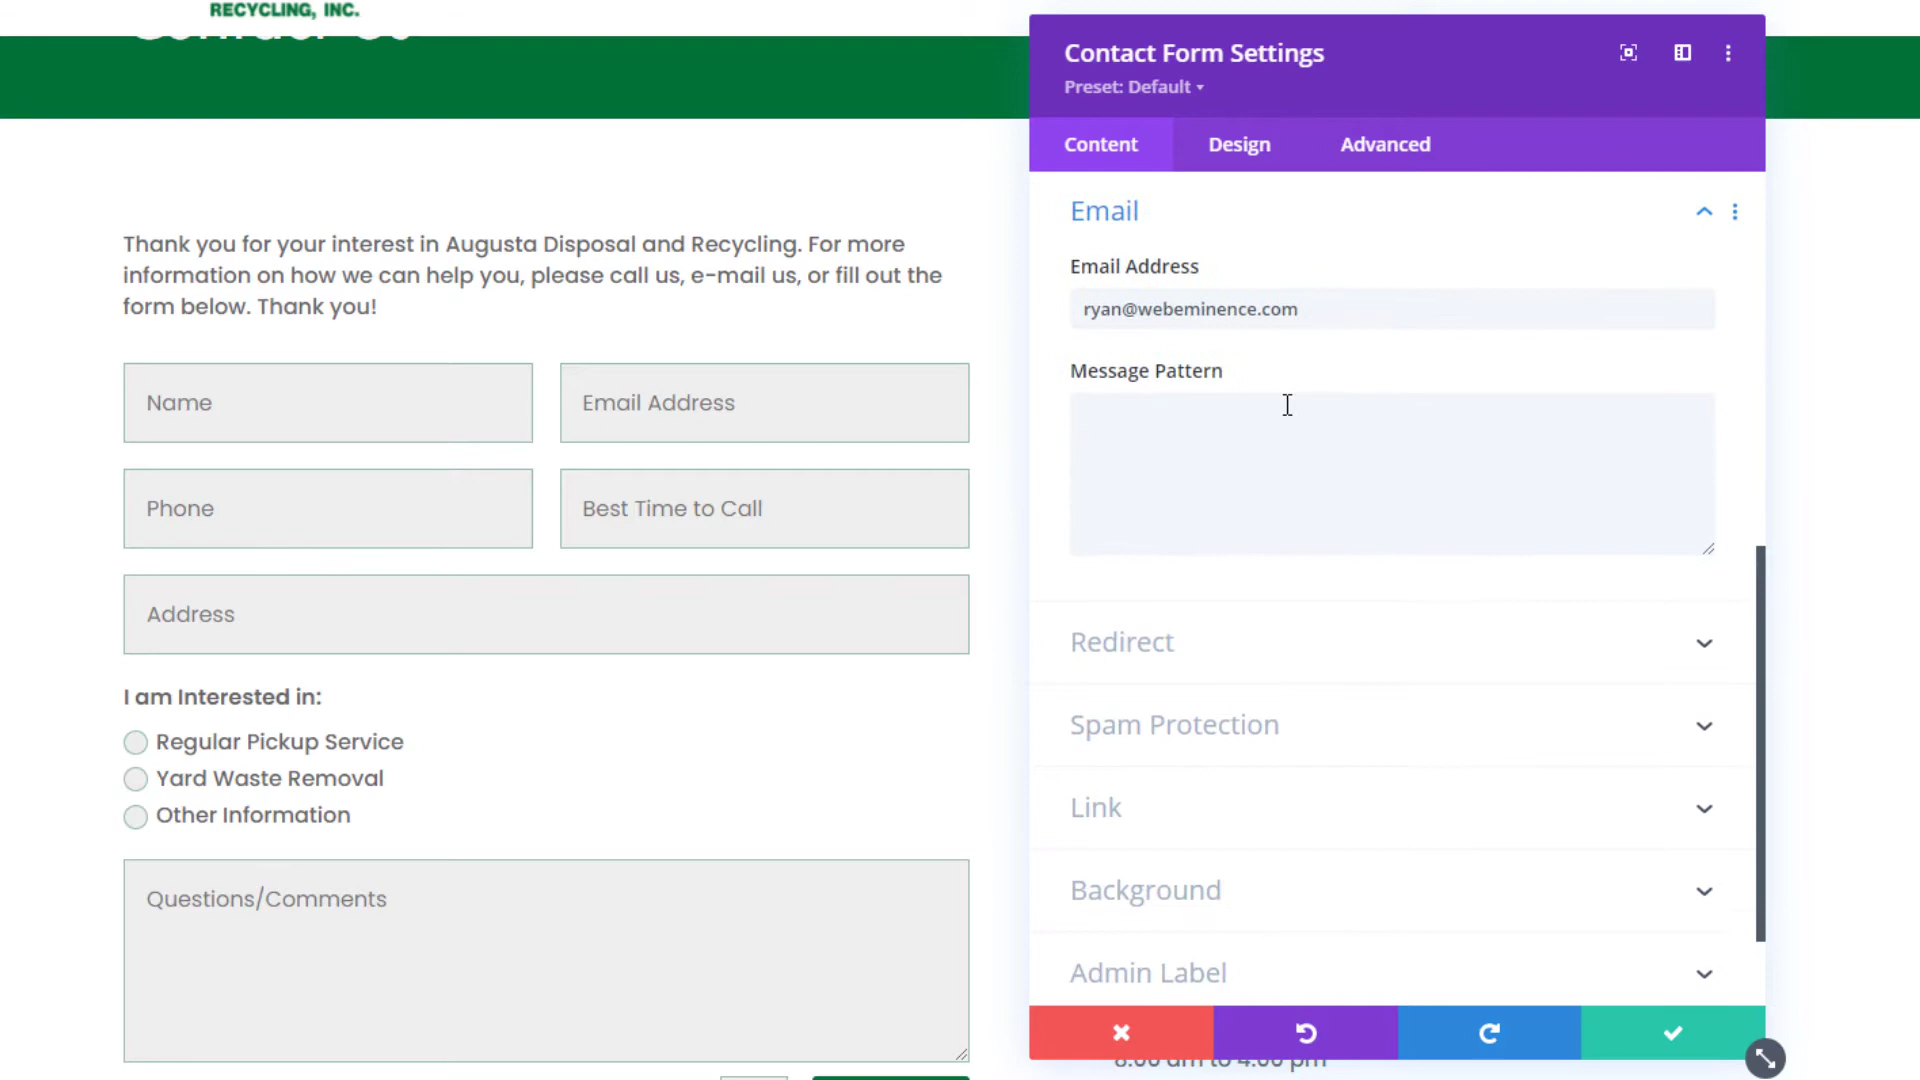 RECYCLING, INC.
Contact Us
Thank you for your interest in Augusta Disposal and Recycling. For more
information on how we can help you, please call us, e-mail us, or fill out the
form below. Thank you!
Name
Email Address
Phone
Best Time to Call
Address
I am Interested in:
Regular Pickup Service
Yard Waste Removal
Other Information
Questions/Comments
Contact Form Settings
Preset: Default
Content
Design
Advanced
Email
Email Address
ryan@webeminence.com
Message Pattern
Redirect
Spam Protection
Link
Background
Admin Label
8:00 am to 4:00 pm